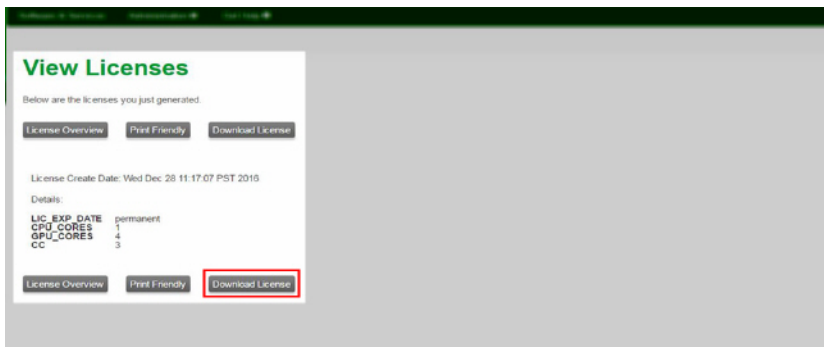 View Licenses
Below are the licenses you just generated.
License Overview Print Friendly Download License
License Create Date: Wed Dec 28 11:17:07 PST 2016
Details:
LIC_EXP_DATE permanent
CPU_CORES 1
GPU_CORES 4
CC 3
License Overview Print Friendly Download License